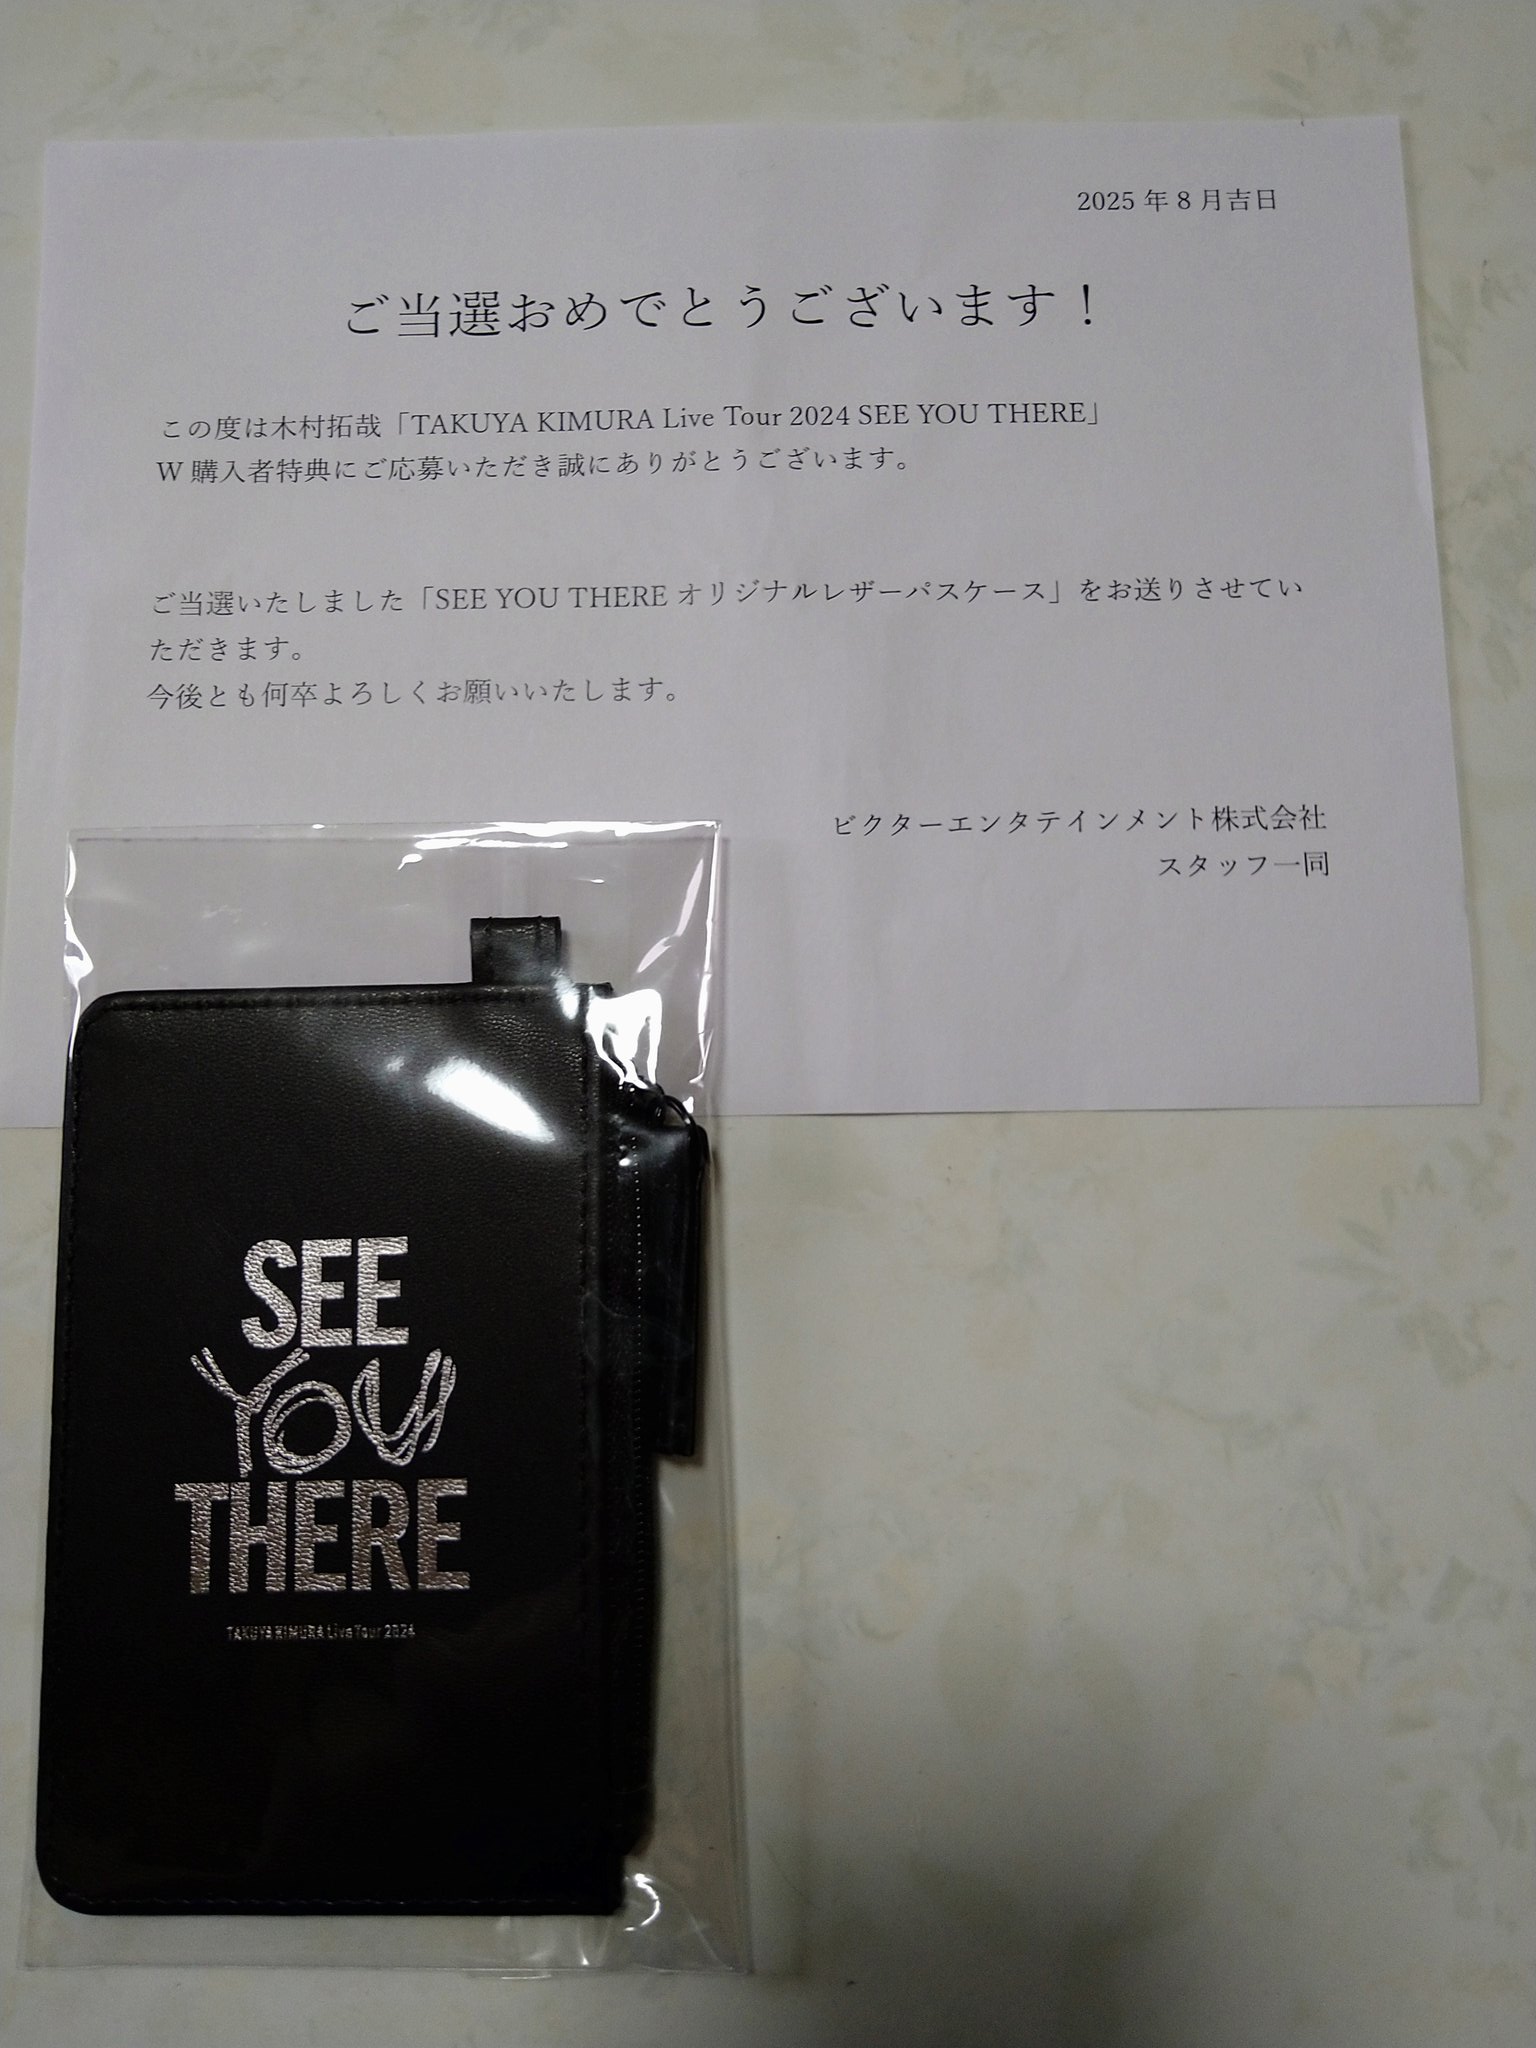 2025 年 8 月吉日
ご当選おめでとうございます！
この度は木村拓哉「TAKUYA KIMURA Live Tour 2024 SEE YOU THERE」
W 購入者特典にご応募いただき誠にありがとうございます。
ご当選いたしました「SEE YOU THERE オリジナルレザーパスケース」をお送りさせてい
ただきます。
今後とも何卒よろしくお願いいたします。
ビクターエンタテインメント株式会社
スタッフ一同
SEE
YOU
THERE
TAKUYA KIMURA Live Tour 2024